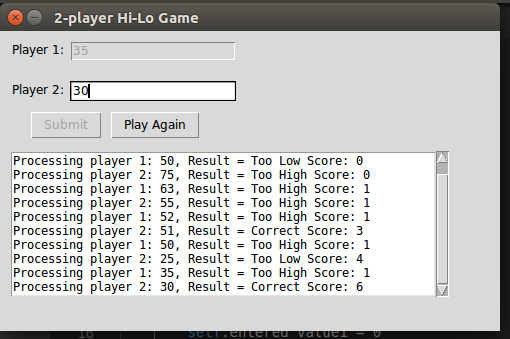 2-player Hi-Lo Game
Player 1: 35
Player 2: 30
Submit Play Again
Processing player 1: 50, Result = Too Low Score: 0
Processing player 2: 75, Result = Too High Score: 0
Processing player 1: 63, Result = Too High Score: 1
Processing player 2: 55, Result = Too High Score: 1
Processing player 1: 52, Result = Too High Score: 1
Processing player 2: 51, Result = Correct Score: 3
Processing player 1: 50, Result = Too High Score: 1
Processing player 2: 25, Result = Too Low Score: 4
Processing player 1: 35, Result = Too High Score: 1
Processing player 2: 30, Result = Correct Score: 6
16 self.entered_value1 = 0